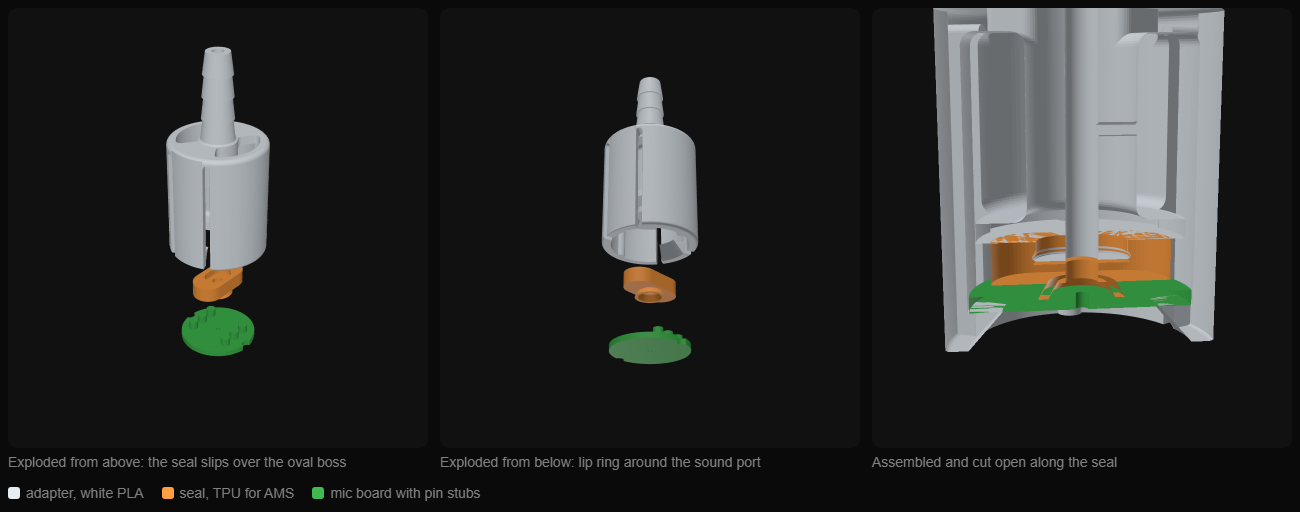 Exploded from above: the seal slips over the oval boss
Exploded from below: lip ring around the sound port
Assembled and cut open along the seal
adapter, white PLA
seal, TPU for AMS
mic board with pin stubs